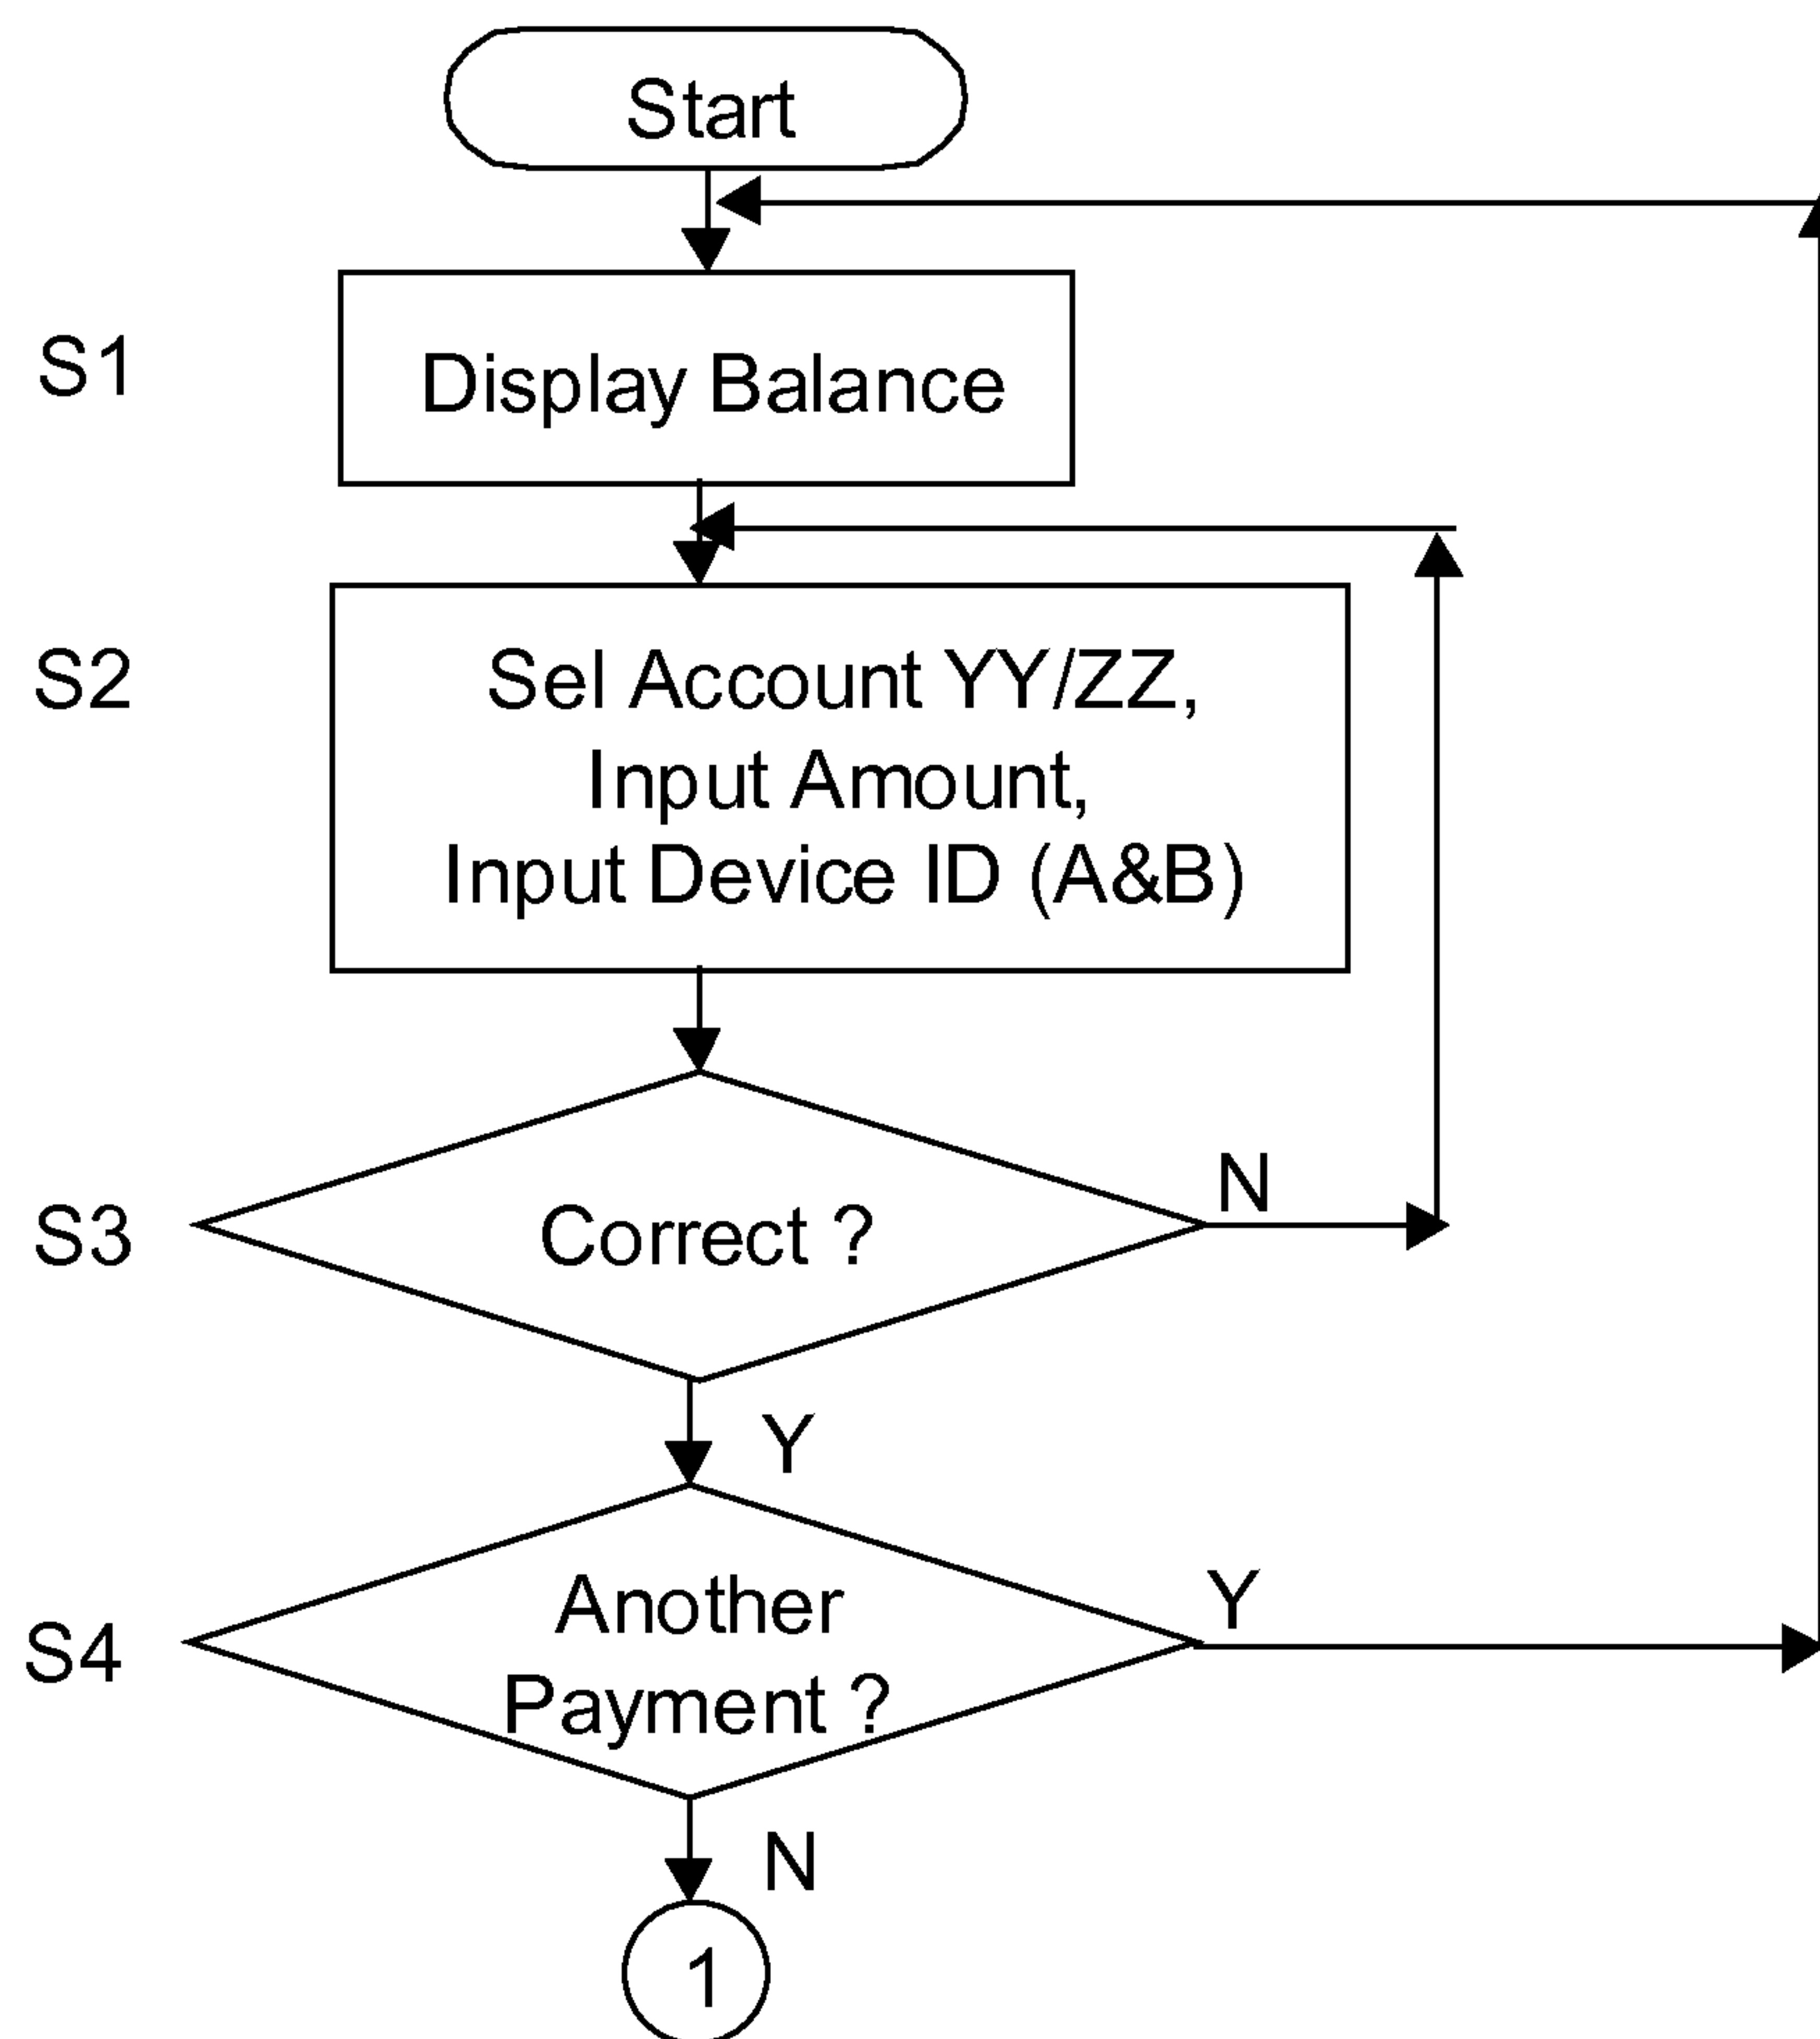 Start
S1
Display Balance
S2
Sel Account YY/ZZ,
Input Amount,
Input Device ID (A&B)
S3
Correct ?
N
Y
S4
Another
Payment ?
Y
N
1